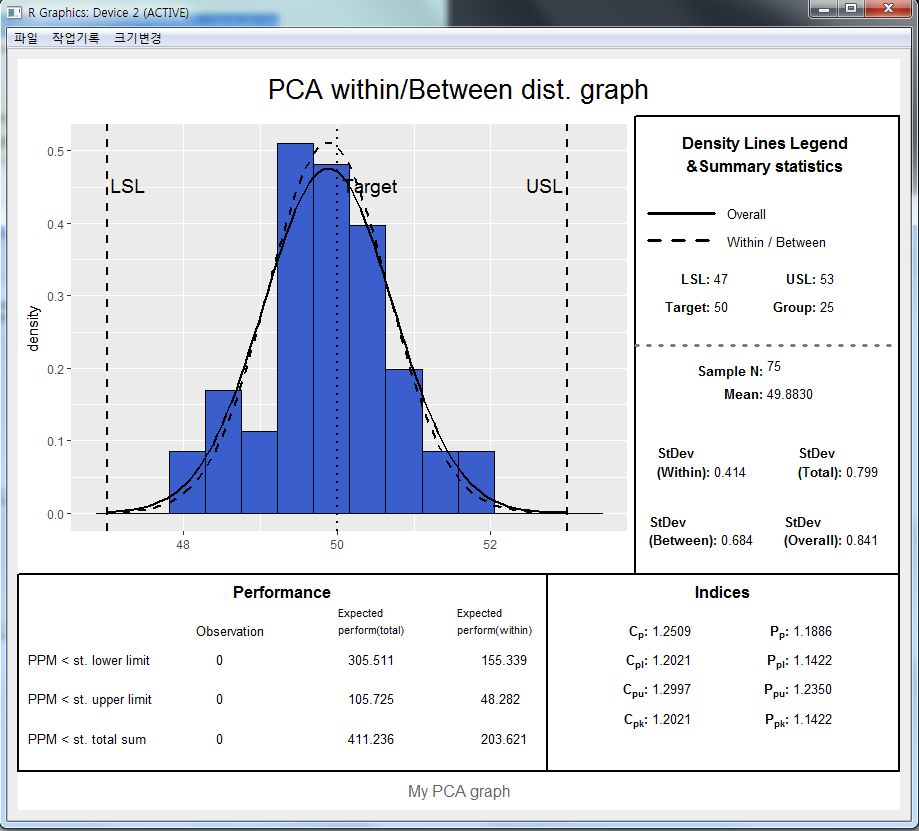 R Graphics: Device 2 (ACTIVE)
파일 작업기록 크기변경
PCA within/Between dist. graph
density
0.5
0.4
0.3
0.2
0.1
0.0
LSL
Target
USL
48 50 52
Density Lines Legend
&Summary statistics
Overall
Within / Between
LSL: 47 USL: 53
Target: 50 Group: 25
Sample N: 75
Mean: 49.8830
StDev StDev
(Within): 0.414 (Total): 0.799
StDev StDev
(Between): 0.684 (Overall): 0.841
Performance
Expected Expected
Observation perform(total) perform(within)
PPM < st. lower limit 0 305.511 155.339
PPM < st. upper limit 0 105.725 48.282
PPM < st. total sum 0 411.236 203.621
Indices
Cp: 1.2509 Pp: 1.1886
Cpl: 1.2021 Ppl: 1.1422
Cpu: 1.2997 Ppu: 1.2350
Cpk: 1.2021 Ppk: 1.1422
My PCA graph